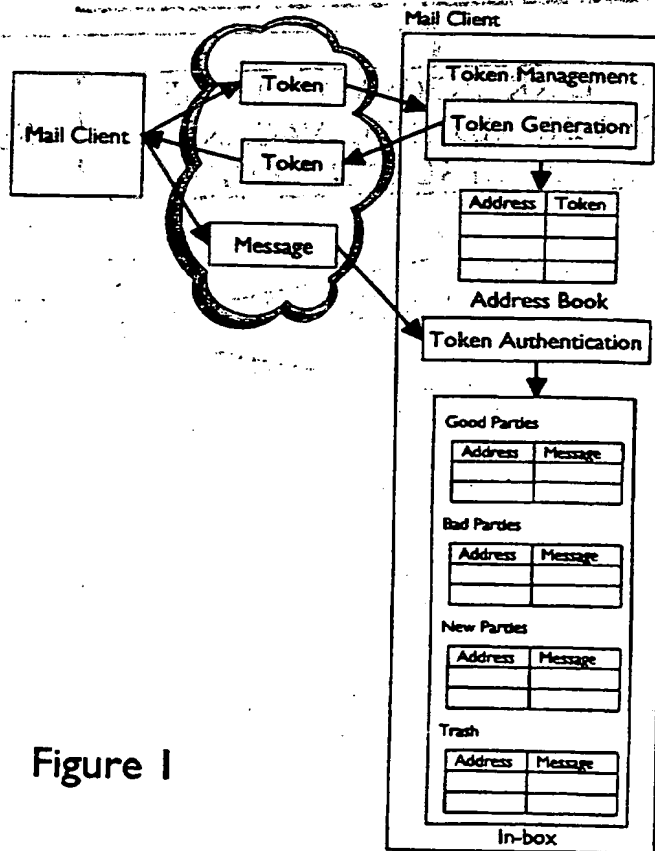 Mail Client
Token
Token Management
Mail Client
Token Generation
Token
Address Token
Message
Address Book
Token Authentication
Good Parties
Address Message
Bad Parties
Address Message
New Parties
Address Message
Trash
Address Message
In-box
Figure 1